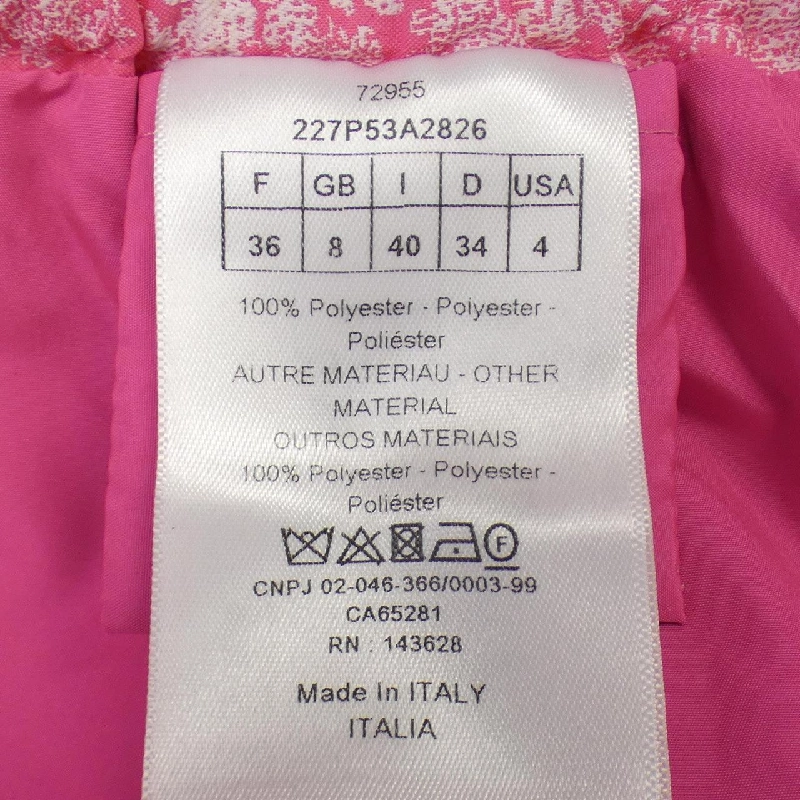 72955
227P53A2826
F GB I D USA
36 8 40 34 4
100% Polyester - Polyester -
Poliéster
AUTRE MATERIAU - OTHER
MATERIAL
OUTROS MATERIAIS
100% Polyester - Polyester -
Poliéster
F
CNPJ 02-046-366/0003-99
CA65281
RN : 143628
Made In ITALY
ITALIA